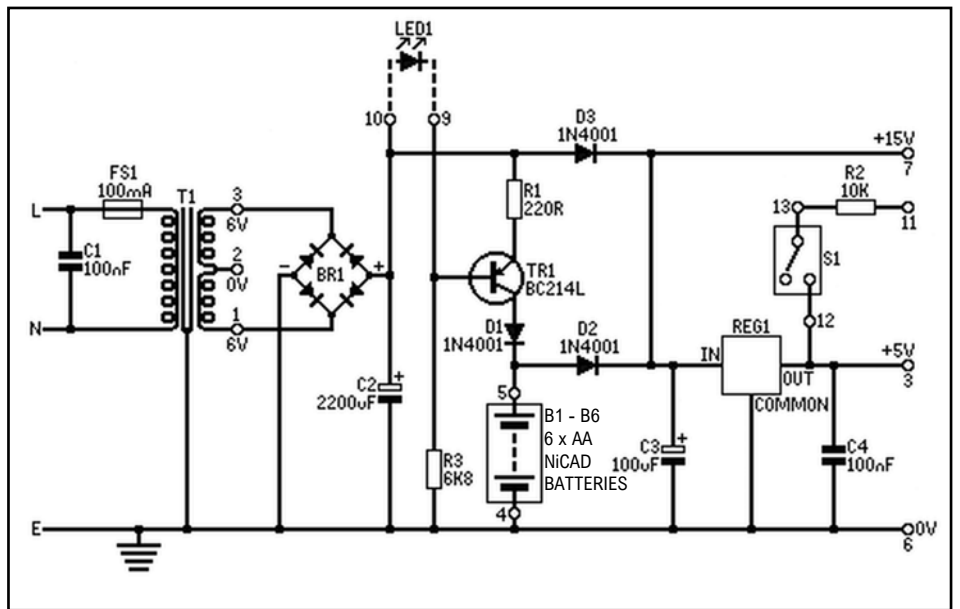 LED1
10
9
D3
1N4001
+15V
7
FS1
100mA
T1
3
6V
2
0V
1
6V
L
C1
100nF
N
BR1
-
+
R1
220R
TR1
BC214L
R2
10K
13
11
S1
12
D1
1N4001
D2
1N4001
REG1
IN
OUT
COMMON
+5V
3
C2
2200uF
+
5
B1 - B6
6 x AA
NiCAD
BATTERIES
4
R3
6K8
C3
100uF
+
C4
100nF
E
0V
6